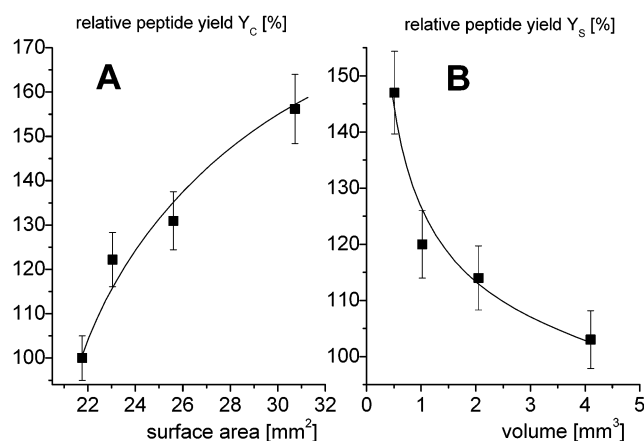 relative peptide yield Y_C [%]
A
160
150
140
130
120
110
100
22 24 26 28 30 32
surface area [mm²]
relative peptide yield Y_S [%]
B
150
140
130
120
110
100
0 1 2 3 4 5
volume [mm³]